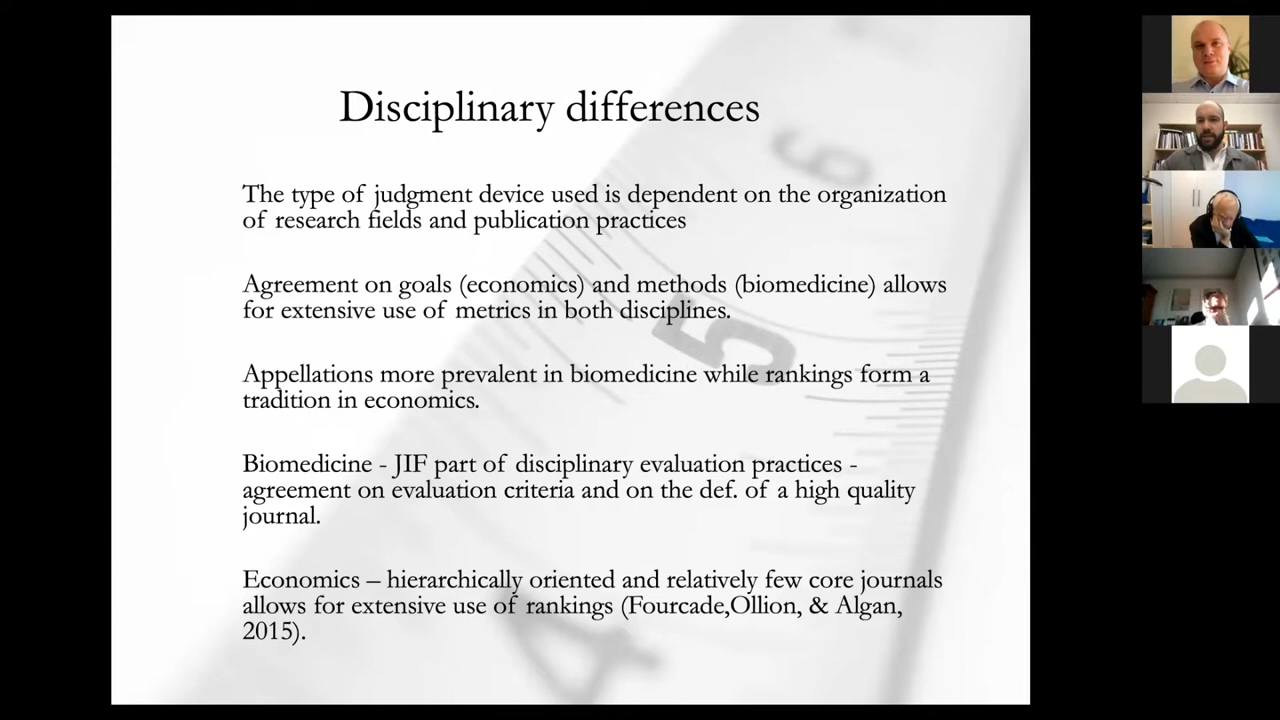 Disciplinary differences
The type of judgment device used is dependent on the organization
of research fields and publication practices
Agreement on goals (economics) and methods (biomedicine) allows
for extensive use of metrics in both disciplines.
Appellations more prevalent in biomedicine while rankings form a
tradition in economics.
Biomedicine - JIF part of disciplinary evaluation practices -
agreement on evaluation criteria and on the def. of a high quality
journal.
Economics – hierarchically oriented and relatively few core journals
allows for extensive use of rankings (Fourcade,Ollion, & Algan,
2015).
6
5
4